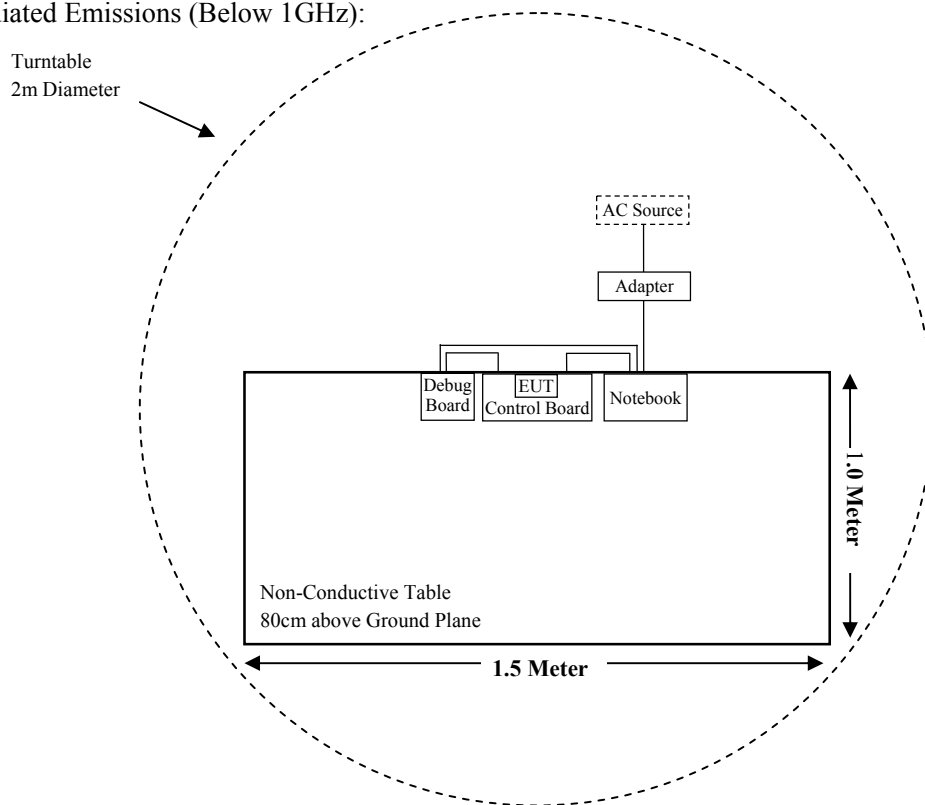 diated Emissions (Below 1GHz):
Turntable
2m Diameter
AC Source
Adapter
Debug
Board
EUT
Control Board
Notebook
1.0 Meter
Non-Conductive Table
80cm above Ground Plane
1.5 Meter